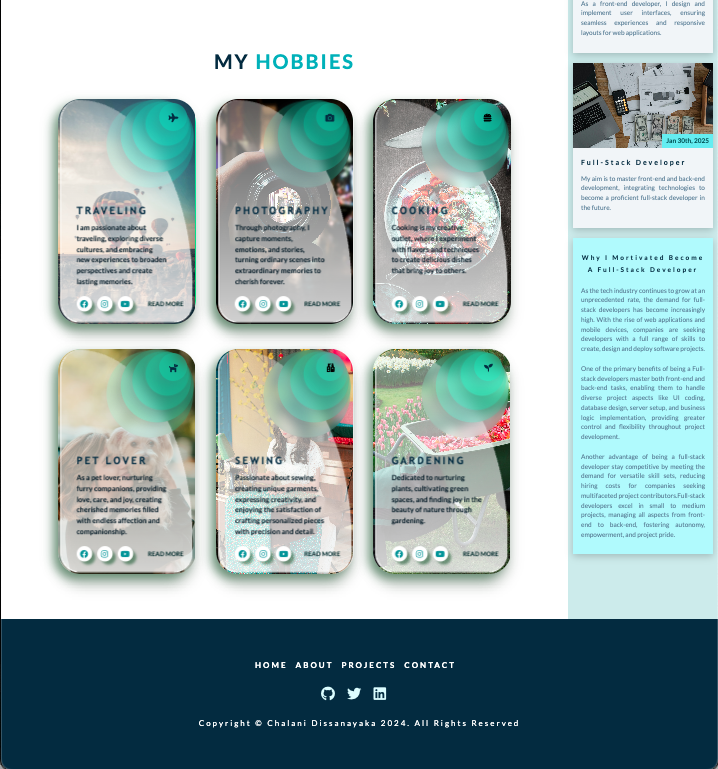 MY HOBBIES
TRAVELING
I am passionate about
traveling, exploring diverse
cultures, and embracing
new experiences to broaden
perspectives and create
lasting memories.
READ MORE
PHOTOGRAPHY
Through photography, I
capture moments,
emotions, and stories,
turning ordinary scenes into
extraordinary memories to
cherish forever.
READ MORE
COOKING
Cooking is my creative
outlet, where I experiment
with flavors and techniques
to create delicious dishes
that bring joy to others.
READ MORE
PET LOVER
As a pet lover, nurturing
furry companions, providing
love, care, and joy, creating
cherished memories filled
with endless affection and
companionship.
READ MORE
SEWING
Passionate about sewing,
creating unique garments,
expressing creativity, and
enjoying the satisfaction of
crafting personalized pieces
with precision and detail.
READ MORE
GARDENING
Dedicated to nurturing
plants, cultivating green
spaces, and finding joy in the
beauty of nature through
gardening.
READ MORE
As a front-end developer, I design and
implement user interfaces, ensuring
seamless experiences and responsive
layouts for web applications.
Jan 30th, 2025
Full-Stack Developer
My aim is to master front-end and back-end
development, integrating technologies to
become a proficient full-stack developer in
the future.
Why I Mortivated Become
A Full-Stack Developer
As the tech industry continues to grow at an
unprecedented rate, the demand for full-
stack developers has become increasingly
high. With the rise of web applications and
mobile devices, companies are seeking
developers with a full range of skills to
create, design and deploy software projects.
One of the primary benefits of being a Full-
stack developers master both front-end and
back-end tasks, enabling them to handle
diverse project aspects like UI coding,
database design, server setup, and business
logic implementation, providing greater
control and flexibility throughout project
development.
Another advantage of being a full-stack
developer stay competitive by meeting the
demand for versatile skill sets, reducing
hiring costs for companies seeking
multifaceted project contributors.Full-stack
developers excel in small to medium
projects, managing all aspects from front-
end to back-end, fostering autonomy,
empowerment, and project pride.
HOME ABOUT PROJECTS CONTACT
Copyright © Chalani Dissanayaka 2024. All Rights Reserved